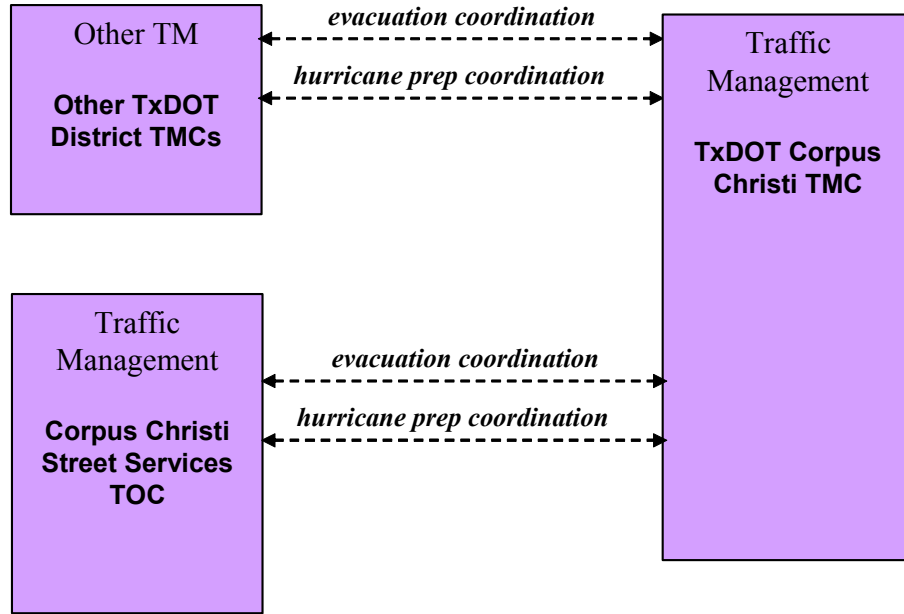 Other TM
Other TxDOT
District TMCs
evacuation coordination
hurricane prep coordination
Traffic
Management
TxDOT Corpus
Christi TMC
Traffic
Management
Corpus Christi
Street Services
TOC
evacuation coordination
hurricane prep coordination